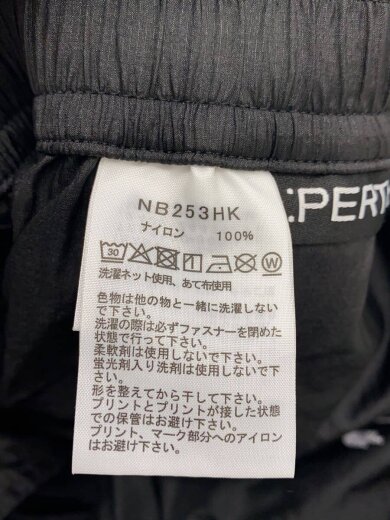 NB253HK
ナイロン 100%
30 W
洗濯ネット使用、あて布使用
色物は他の物と一緒に洗濯しない
で下さい。
洗濯の際は必ずファスナーを閉めた
状態で行って下さい。
柔軟剤は使用しないで下さい。
蛍光剤入り洗剤は使用しないで下
さい。
形を整えてから干して下さい。
プリントとプリントが接した状態
での保管はお避け下さい。
プリント、マーク部分へのアイロン
はお避け下さい。
EPERT